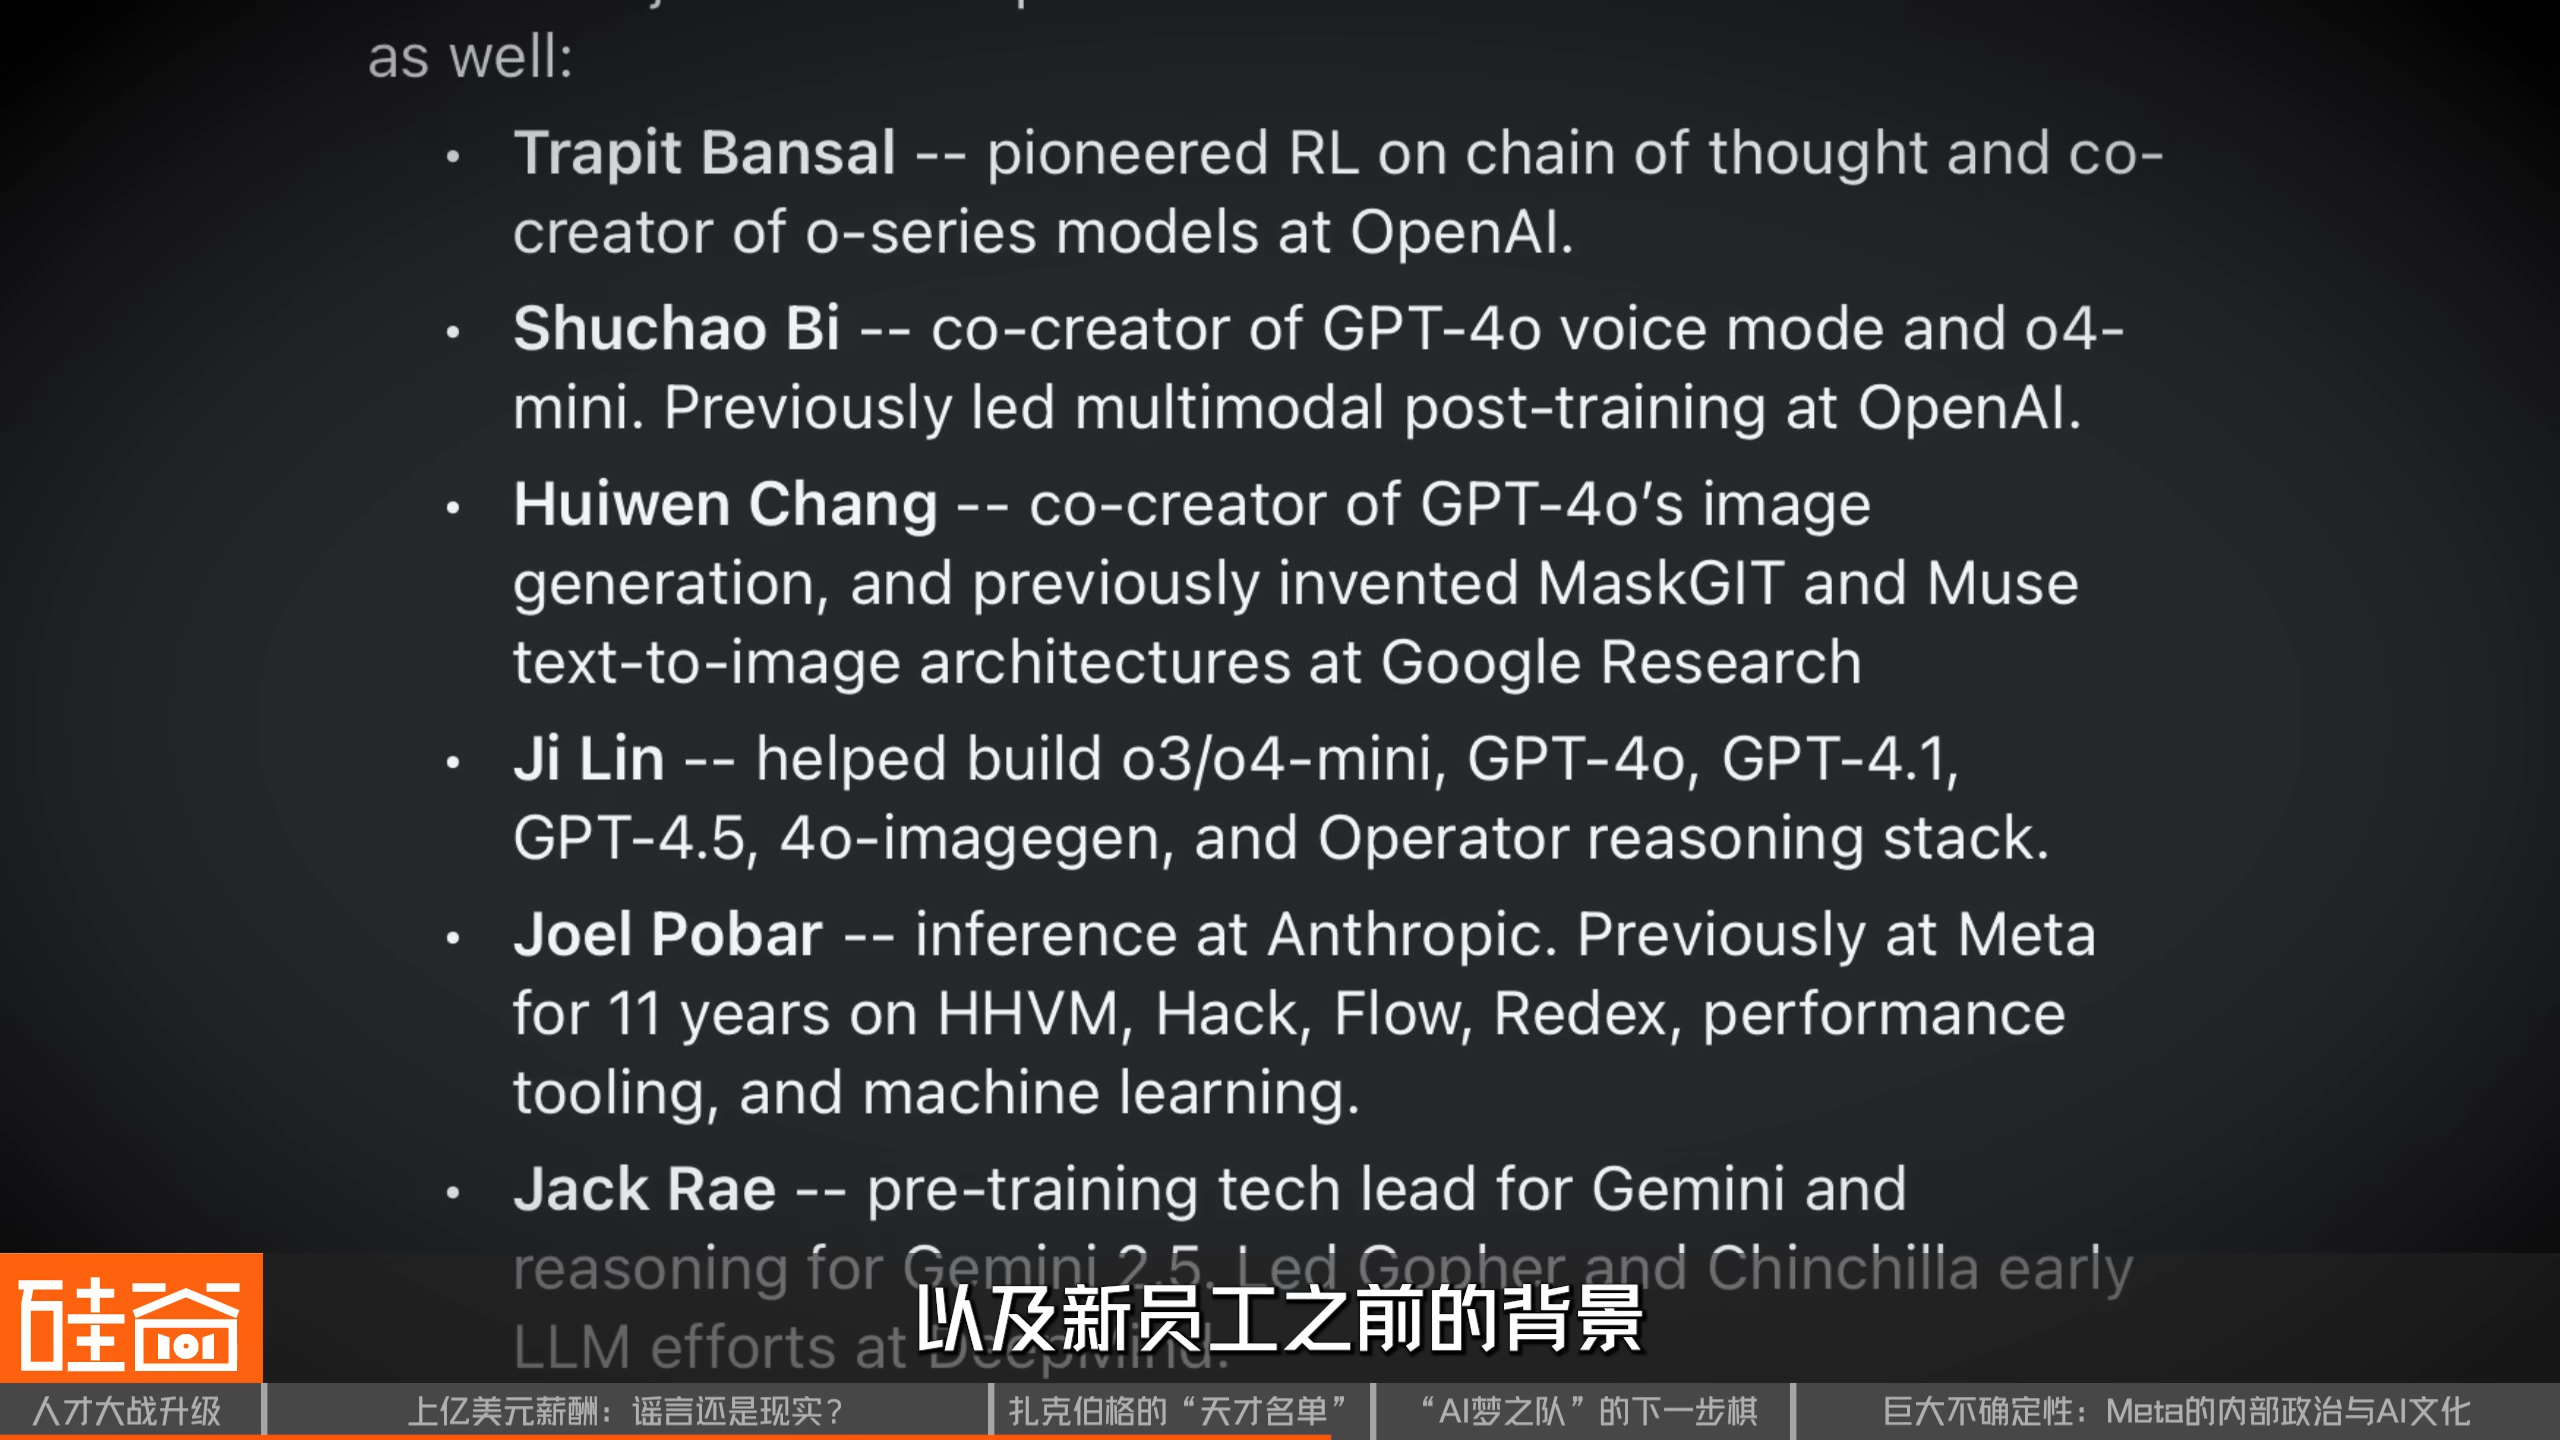 as well:
• Trapit Bansal -- pioneered RL on chain of thought and co-
creator of o-series models at OpenAI.
• Shuchao Bi -- co-creator of GPT-4o voice mode and o4-
mini. Previously led multimodal post-training at OpenAI.
• Huiwen Chang -- co-creator of GPT-4o’s image
generation, and previously invented MaskGIT and Muse
text-to-image architectures at Google Research
• Ji Lin -- helped build o3/o4-mini, GPT-4o, GPT-4.1,
GPT-4.5, 4o-imagegen, and Operator reasoning stack.
• Joel Pobar -- inference at Anthropic. Previously at Meta
for 11 years on HHVM, Hack, Flow, Redex, performance
tooling, and machine learning.
• Jack Rae -- pre-training tech lead for Gemini and
reasoning for Gemini 2.5. Led Gopher and Chinchilla early
LLM efforts at DeepMind.
以及新员工之前的背景
硅谷
101
人才大战升级
上亿美元薪酬：谣言还是现实？
扎克伯格的“天才名单”
“AI梦之队”的下一步棋
巨大不确定性：Meta的内部政治与AI文化